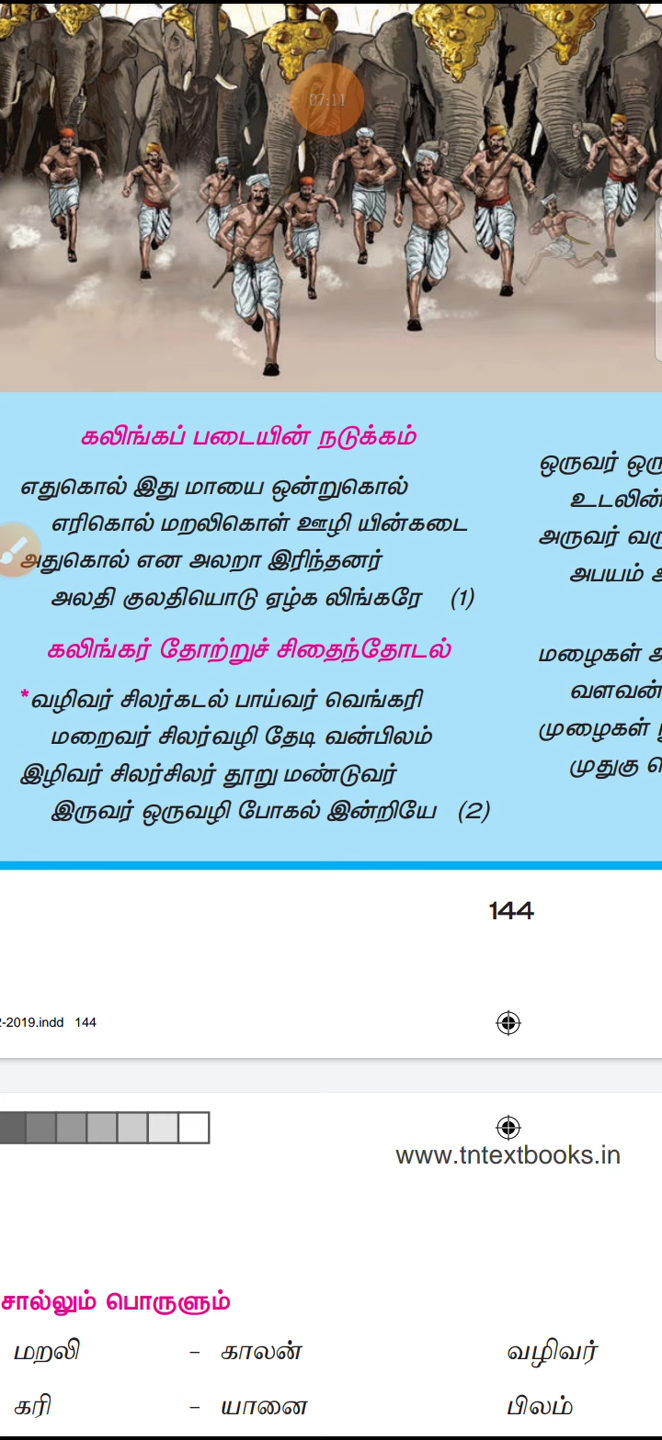 07:11
கலிங்கப் படையின் நடுக்கம்
எதுகொல் இது மாயை ஒன்றுகொல்
எரிகொல் மறலிகொள் ஊழி யின்கடை
அதுகொல் என அலறா இரிந்தனர்
அலதி குலதியொடு ஏழ்க லிங்கரே (1)
கலிங்கர் தோற்றுச் சிதைந்தோடல்
*வழிவர் சிலர்கடல் பாய்வர் வெங்கரி
மறைவர் சிலர்வழி தேடி வன்பிலம்
இழிவர் சிலர்சிலர் தூறு மண்டுவர்
இருவர் ஒருவழி போகல் இன்றியே (2)
ஒருவர் ஒரு
உடலின்
அருவர் வரு
அபயம்
மழைகள்
வளவன்
முழைகள்
முதுகு
144
2-2019.indd 144
www.tntextbooks.in
சால்லும் பொருளும்
மறலி – காலன் வழிவர்
கரி – யானை பிலம்